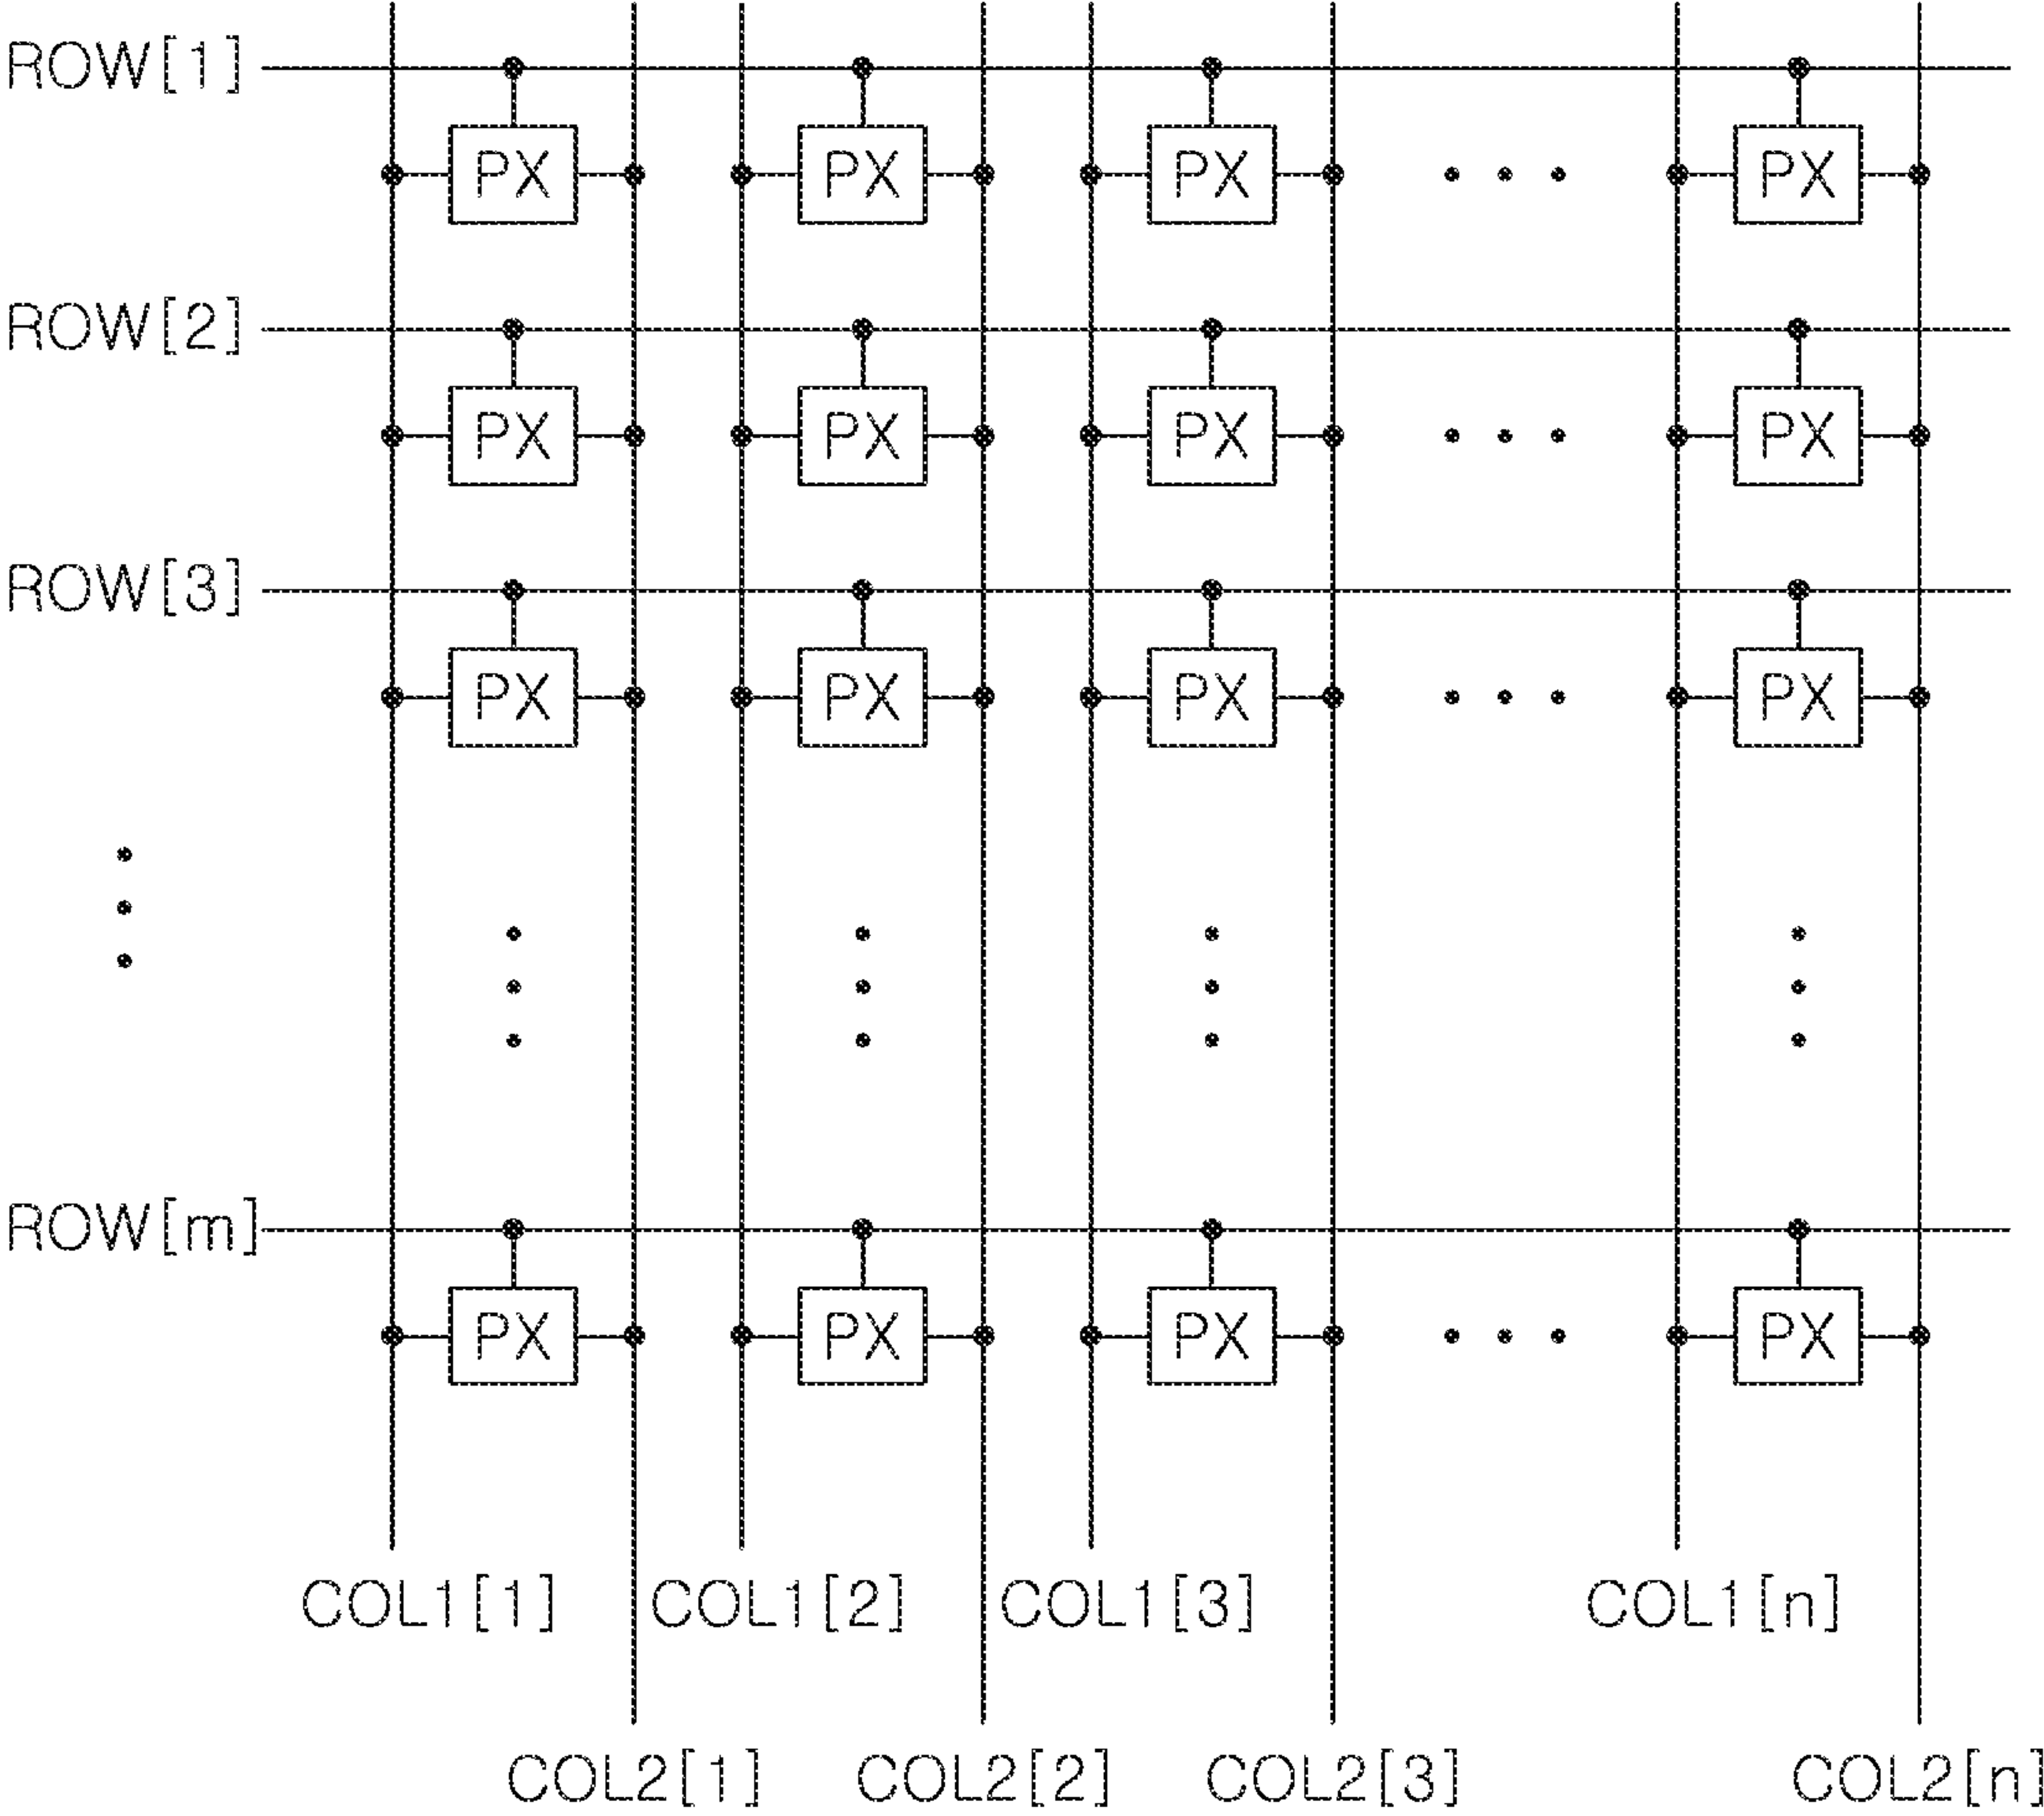 ROW[1]
PX PX PX PX
ROW[2]
PX PX PX PX
ROW[3]
PX PX PX PX
ROW[m]
PX PX PX PX
COL1[1] COL1[2] COL1[3] COL1[n]
COL2[1] COL2[2] COL2[3] COL2[n]